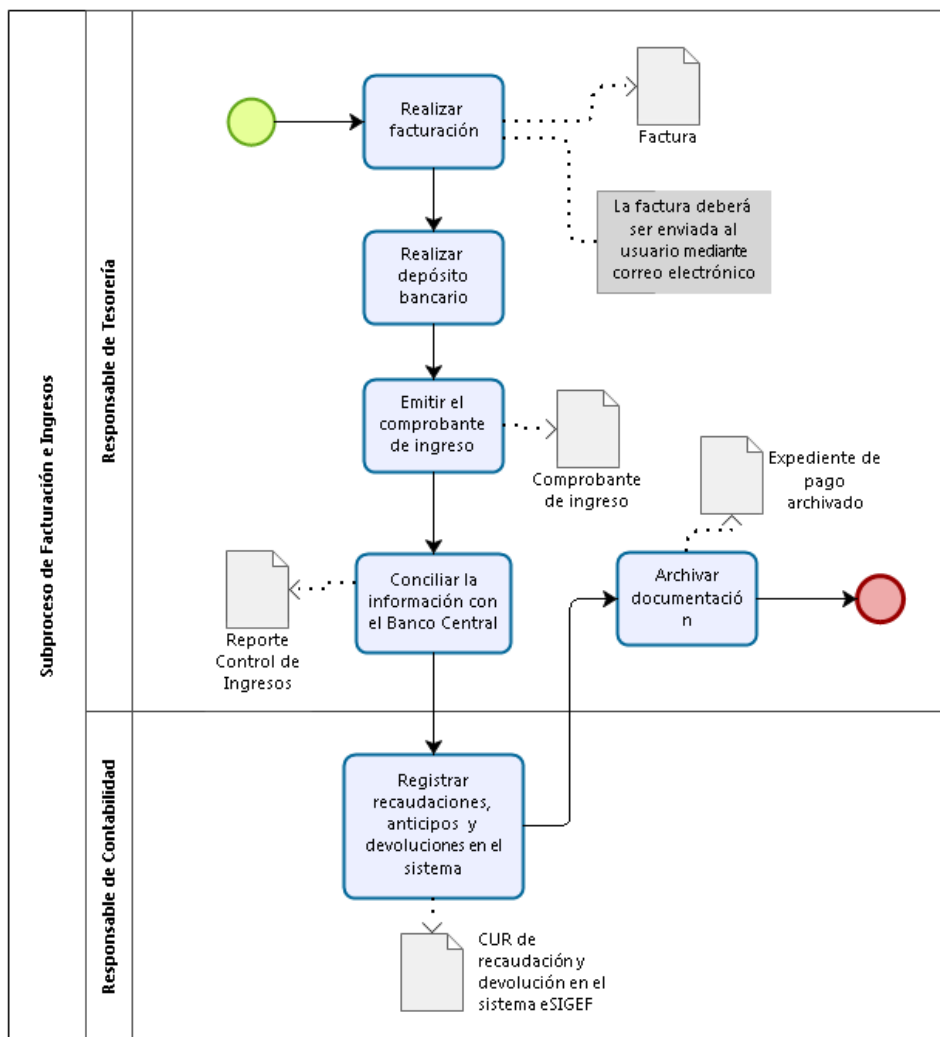 Subproceso de Facturación e Ingresos
Responsable de Tesorería
Realizar
facturación
Factura
La factura deberá
ser enviada al
usuario mediante
correo electrónico
Realizar
depósito
bancario
Emitir el
comprobante
de ingreso
Comprobante
de ingreso
Conciliar la
información con
el Banco Central
Reporte
Control de
Ingresos
Archivar
documentació
n
Expediente de
pago
archivado
Responsable de Contabilidad
Registrar
recaudaciones,
anticipos y
devoluciones en el
sistema
CUR de
recaudación y
devolución en el
sistema eSIGEF